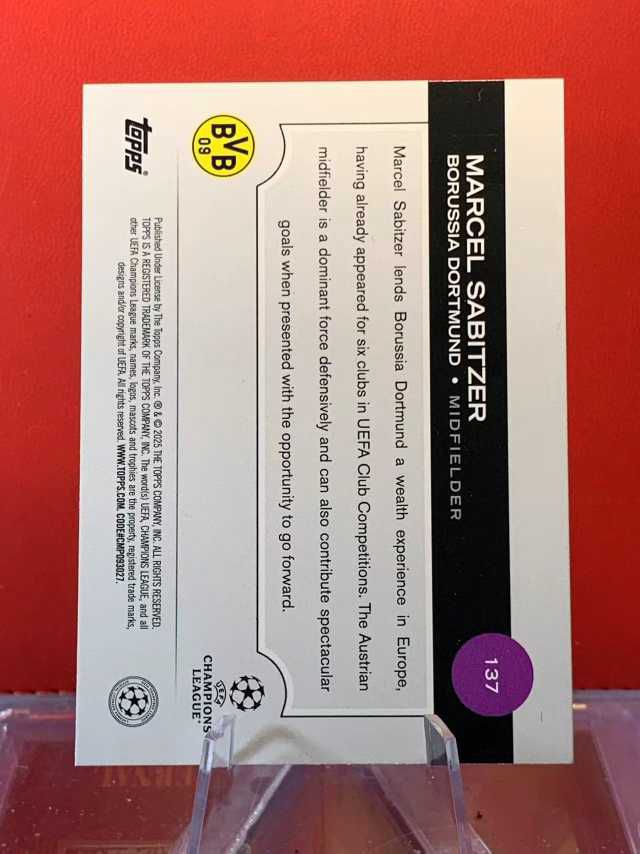 MARCEL SABITZER
BORUSSIA DORTMUND • MIDFIELDER
137
Marcel Sabitzer lends Borussia Dortmund a wealth experience in Europe,
having already appeared for six clubs in UEFA Club Competitions. The Austrian
midfielder is a dominant force defensively and can also contribute spectacular
goals when presented with the opportunity to go forward.
BVB
09
UEFA
CHAMPIONS
LEAGUE®
topps®
Published Under License by The Topps Company, Inc. ® & © 2025 THE TOPPS COMPANY, INC. ALL RIGHTS RESERVED.
TOPPS IS A REGISTERED TRADEMARK OF THE TOPPS COMPANY, INC. The word(s) UEFA, CHAMPIONS LEAGUE, and all
other UEFA Champions League marks, names, logos, mascots and trophies are the property, registered trade marks,
designs and/or copyright of UEFA. All rights reserved. WWW.TOPPS.COM. CODE#CMP093027.